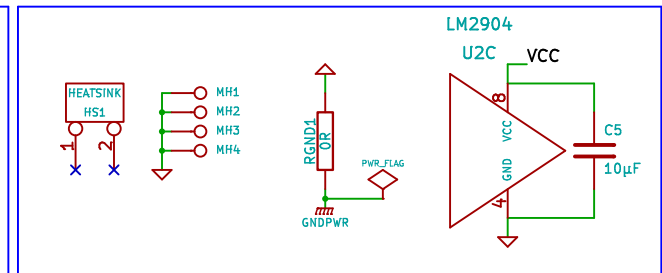 LM2904
U2C
VCC
HEATSINK
HS1
1
2
MH1
MH2
MH3
MH4
RGND1
0R
PWR_FLAG
GNDPWR
8
VCC
GND
4
C5
10µF